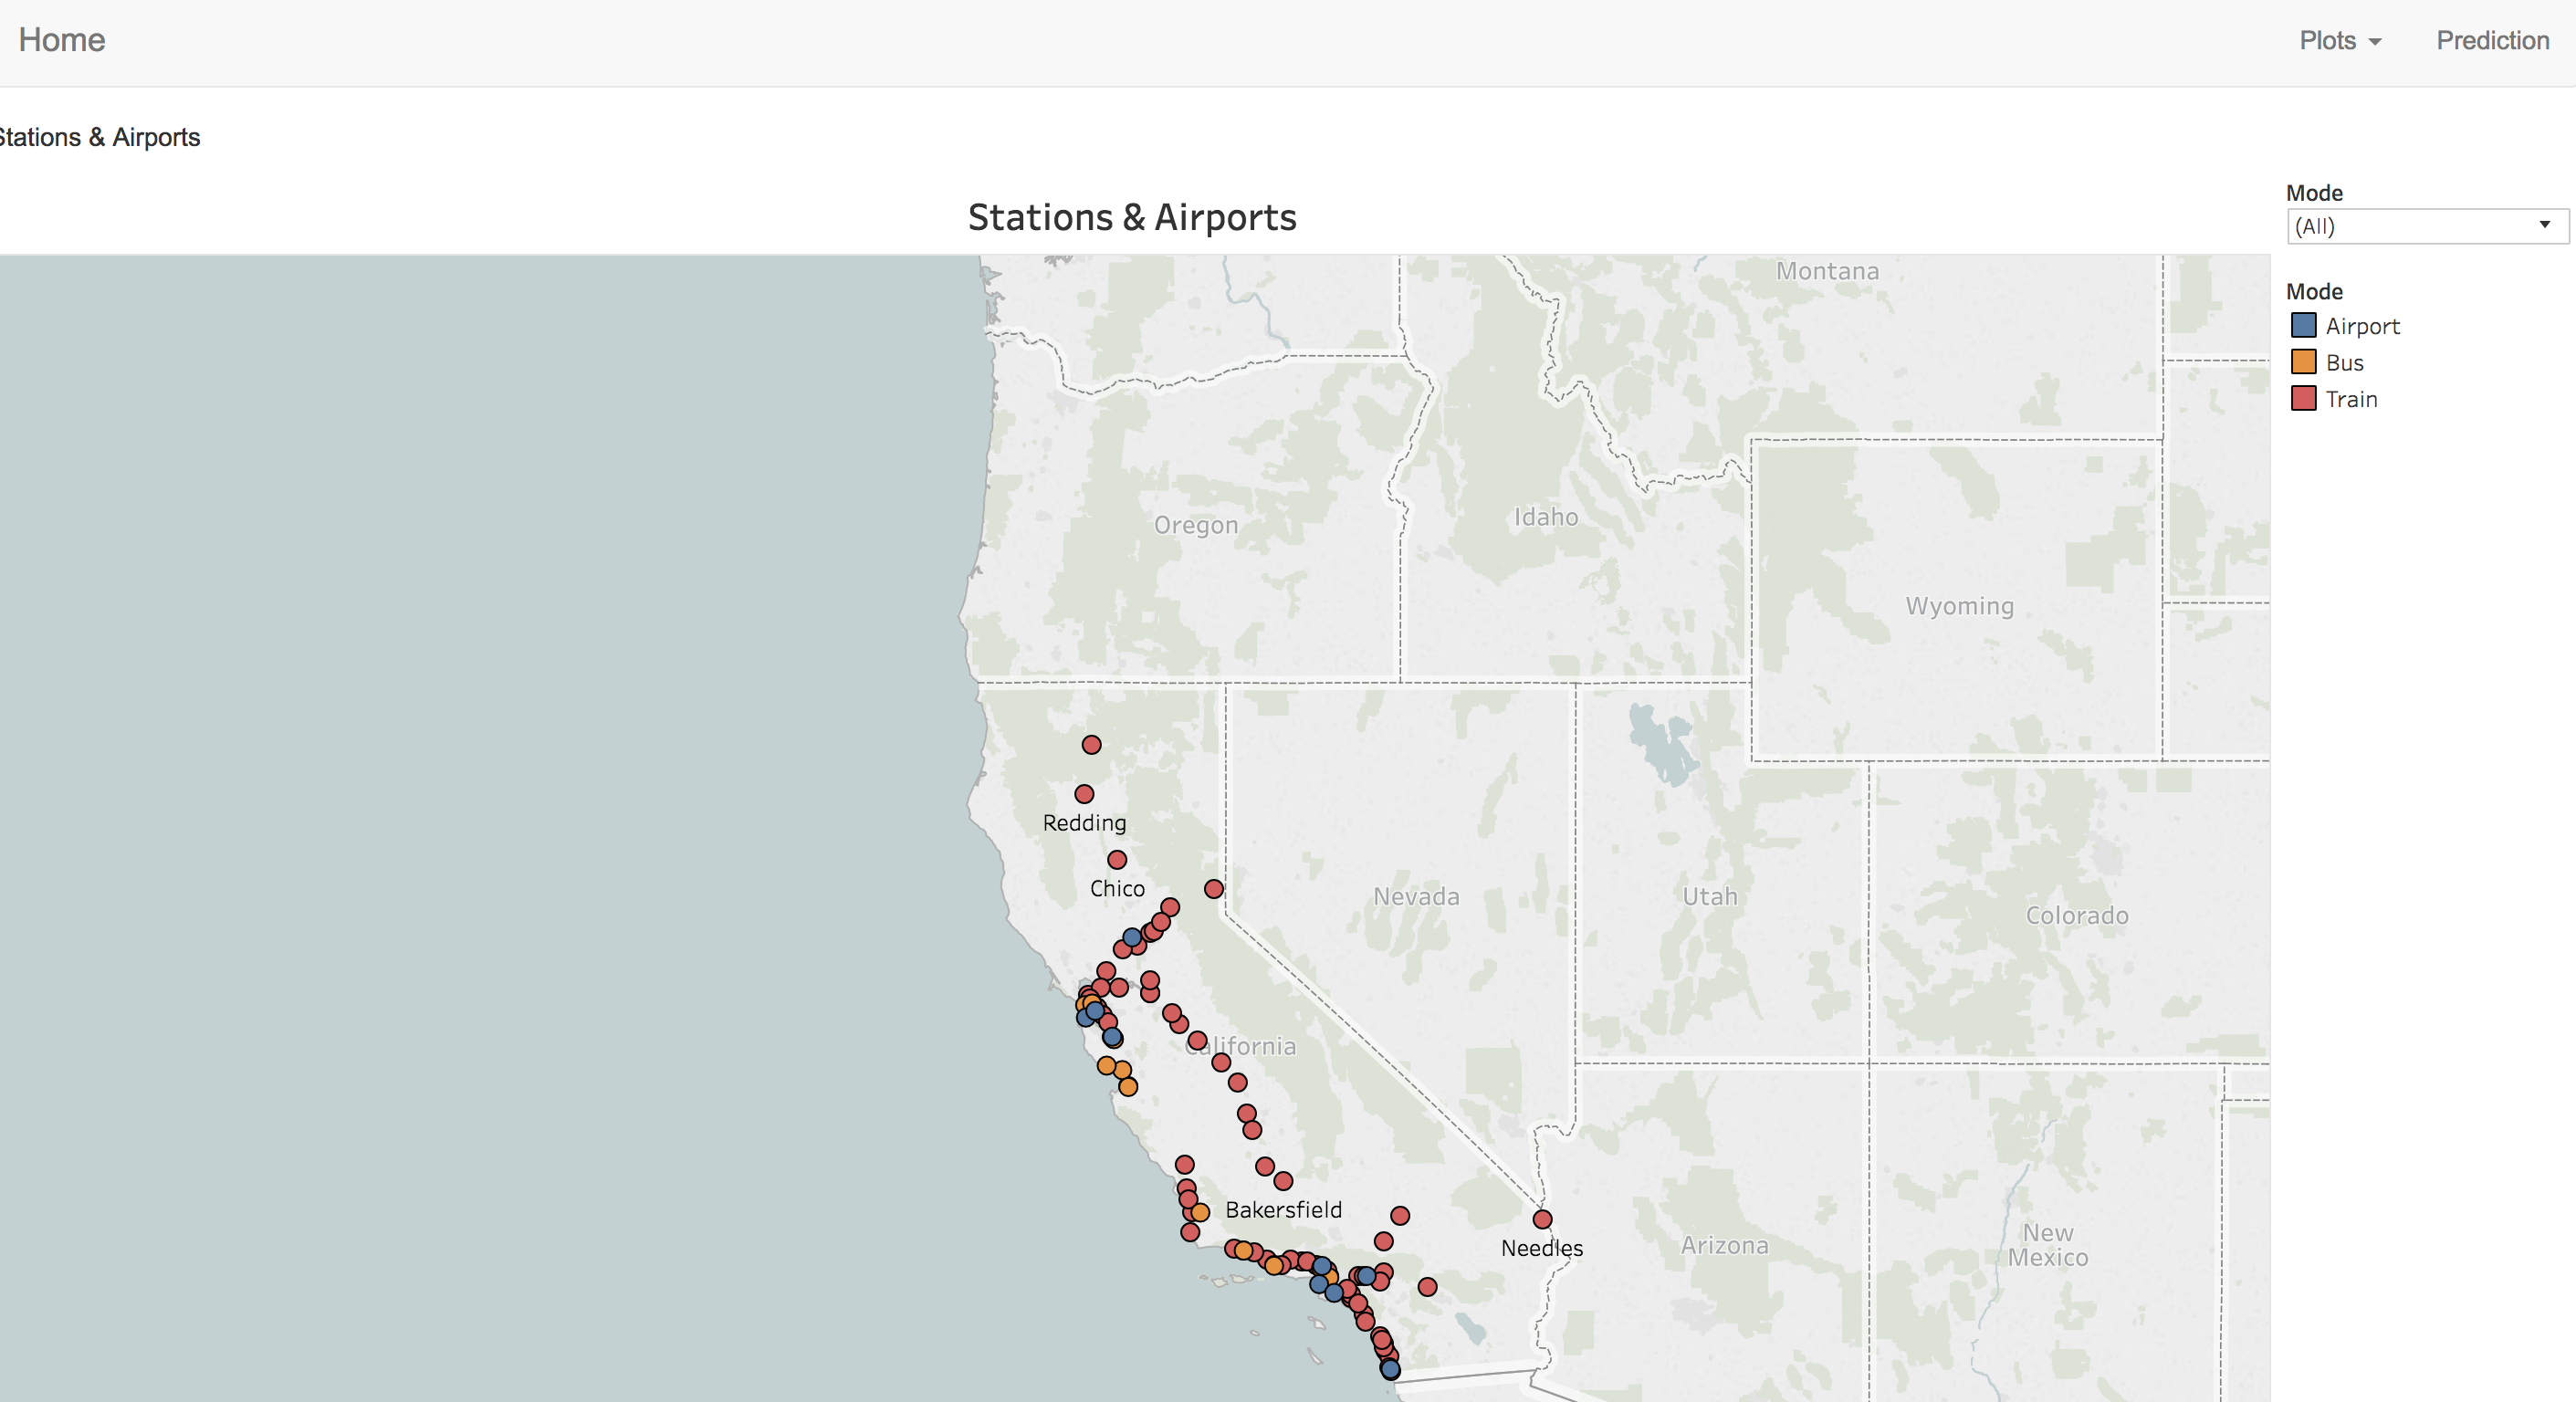 Home
Plots
Prediction
Stations & Airports
Stations & Airports
Mode
(All)
Mode
Airport
Bus
Train
Montana
Oregon
Idaho
Wyoming
Redding
Chico
Nevada
Utah
Colorado
California
Bakersfield
Needles
Arizona
New
Mexico